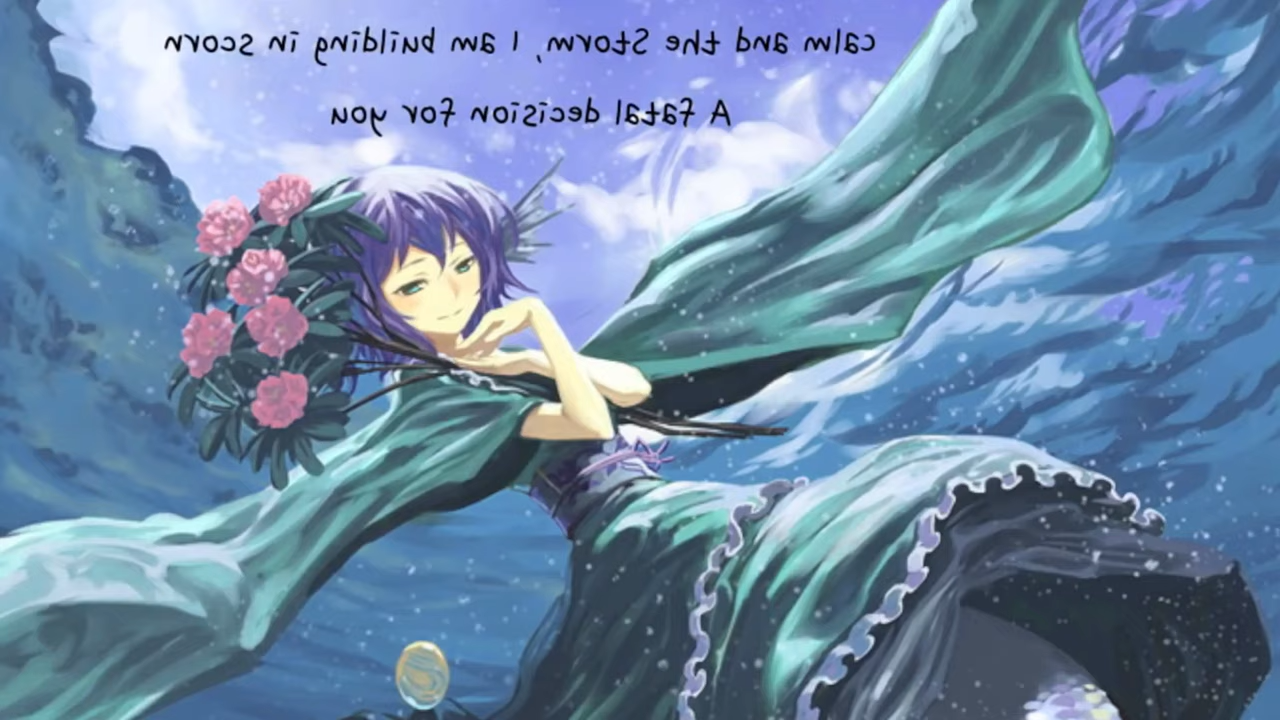 calm and the Storm, I am building in scorn
A fatal decision for you